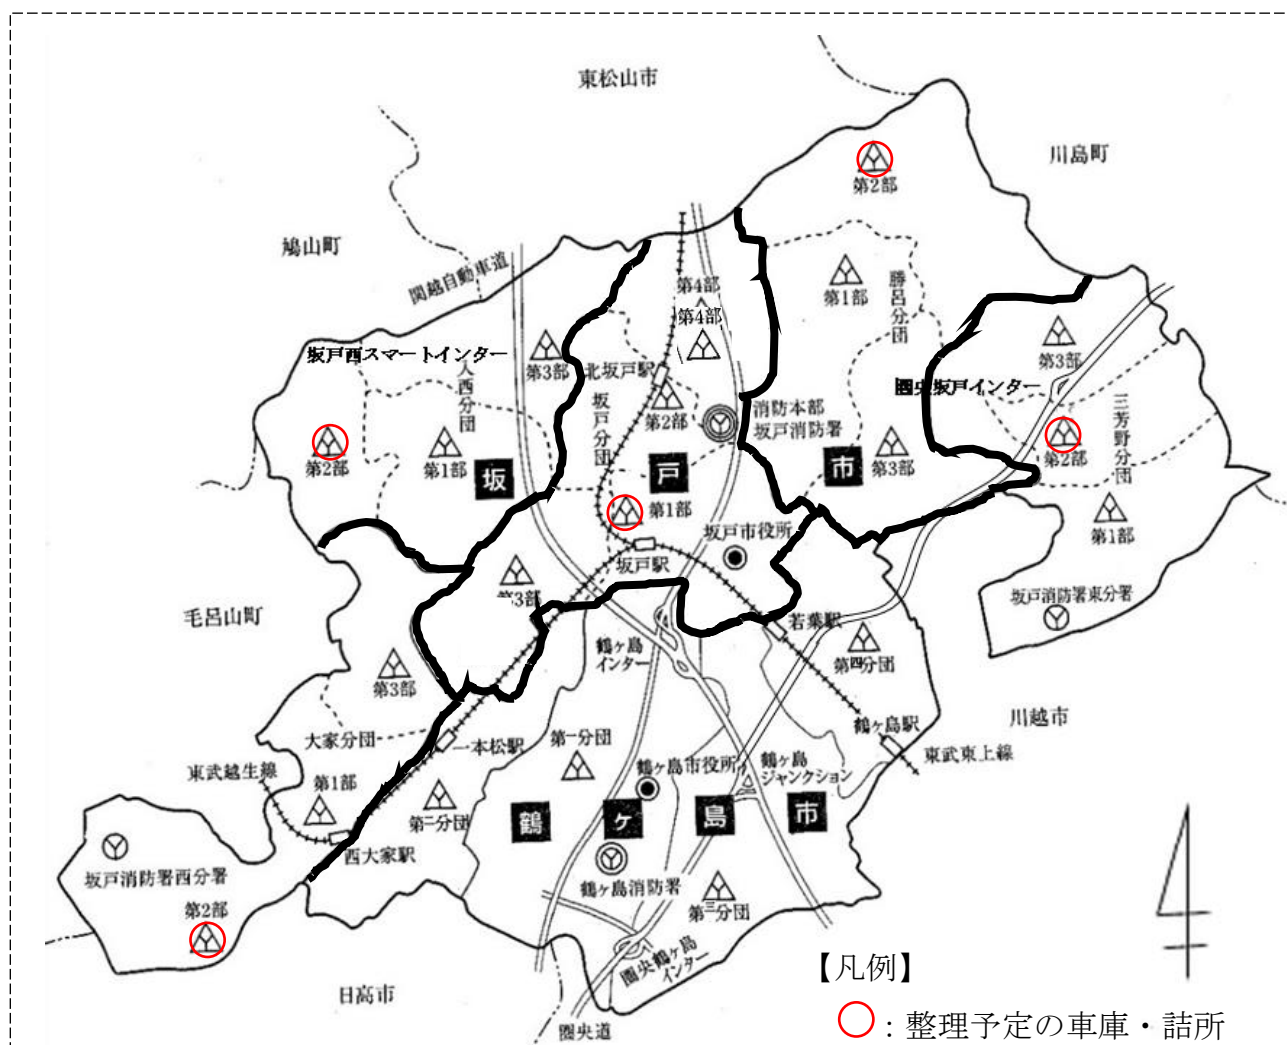 東松山市
川島町
第2部
鳩山町
関越自動車道
第1部
勝呂分団
第4部
第4部
坂戸西スマートインター
第3部
北坂戸駅
第3部
入西分団
坂戸分団
第2部
消防本部
坂戸消防署
圏央坂戸インター
三芳野分団
第2部
第1部
坂
戸
市
第3部
第2部
第1部
第1部
坂戸市役所
坂戸駅
第3部
坂戸消防署東分署
毛呂山町
若葉駅
鶴ヶ島
インター
第四分団
第3部
川越市
大家分団
一本松駅
第一分団
鶴ヶ島駅
東武東上線
東武越生線
第1部
鶴ヶ島市役所
鶴ヶ島
ジャンクション
第二分団
鶴
ヶ
島
市
西大家駅
坂戸消防署西分署
鶴ヶ島消防署
第三分団
第2部
圏央鶴ヶ島
インター
日高市
圏央道
【凡例】
:整理予定の車庫・詰所